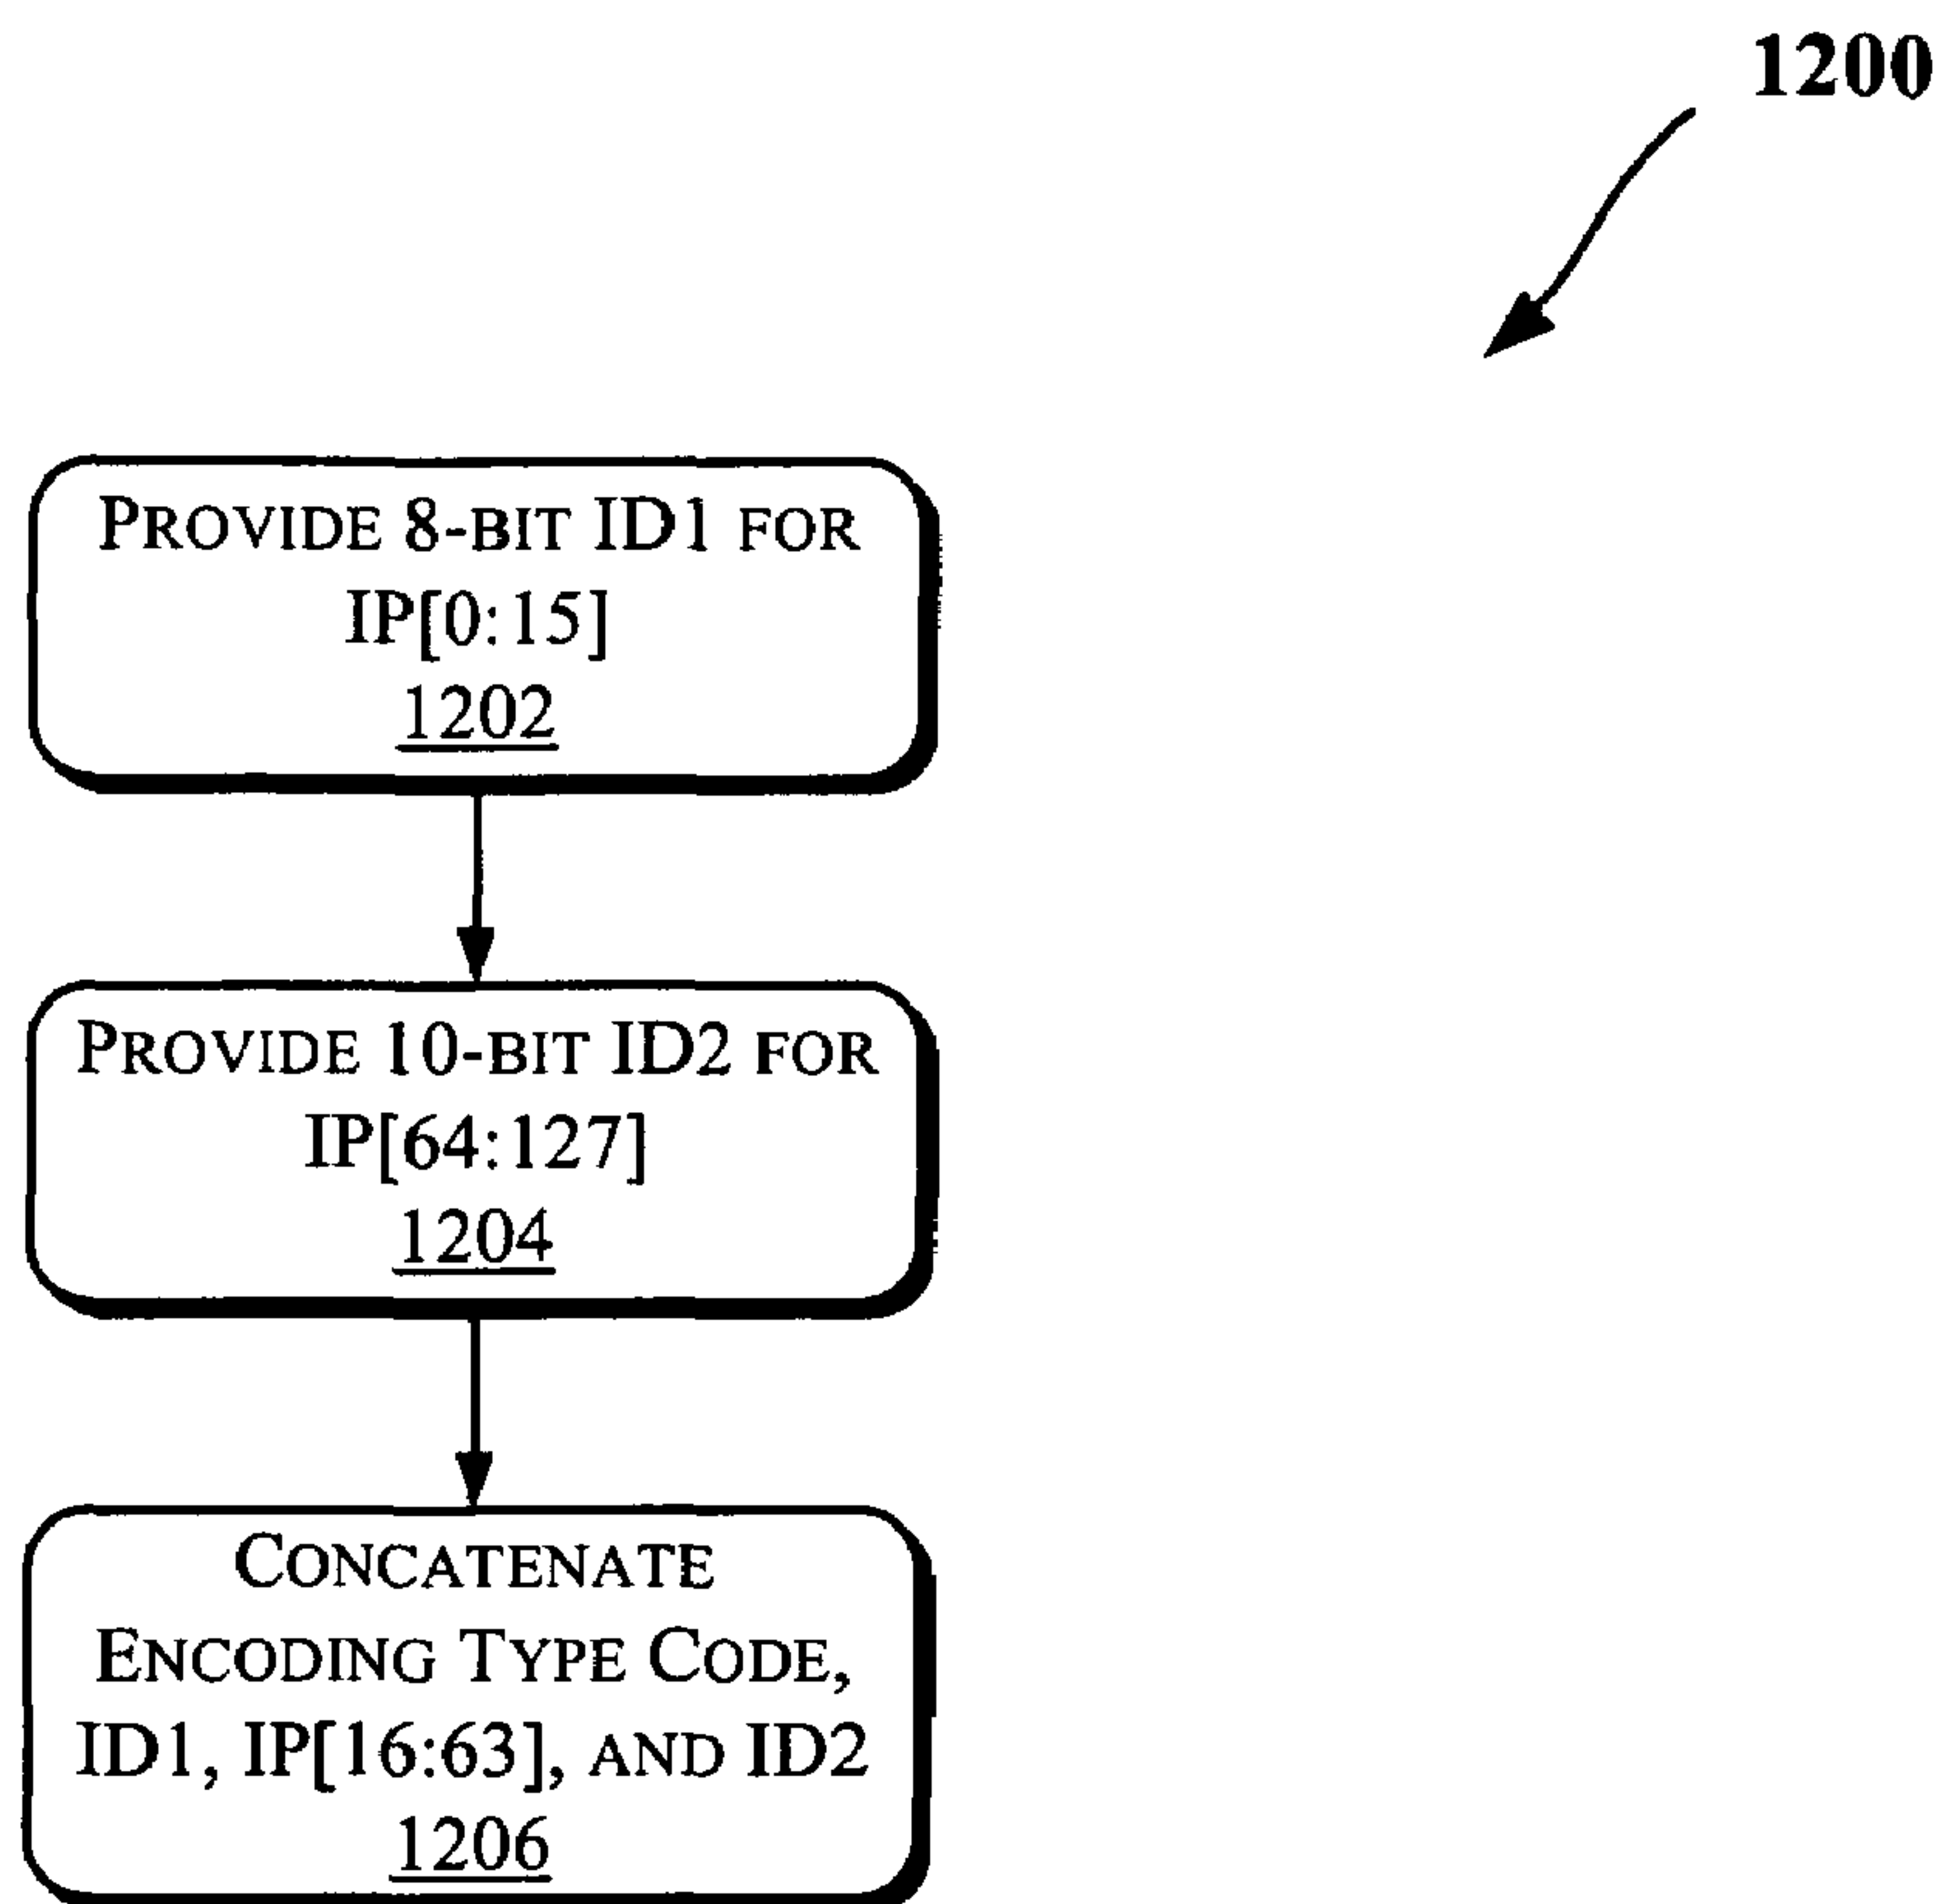 1200
PROVIDE 8-BIT ID1 FOR
IP[0:15]
1202
PROVIDE 10-BIT ID2 FOR
IP[64:127]
1204
CONCATENATE
ENCODING TYPE CODE,
ID1, IP[16:63], AND ID2
1206